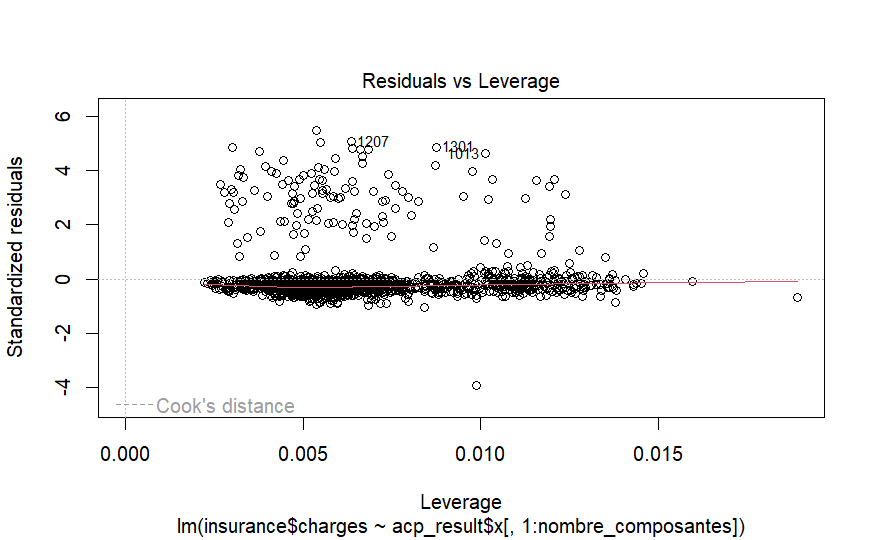 Residuals vs Leverage
Standardized residuals
6
4
2
0
-2
-4
1207
1301
1013
Cook's distance
0.000 0.005 0.010 0.015
Leverage
lm(insurance$charges ~ acp_result$x[, 1:nombre_composantes])